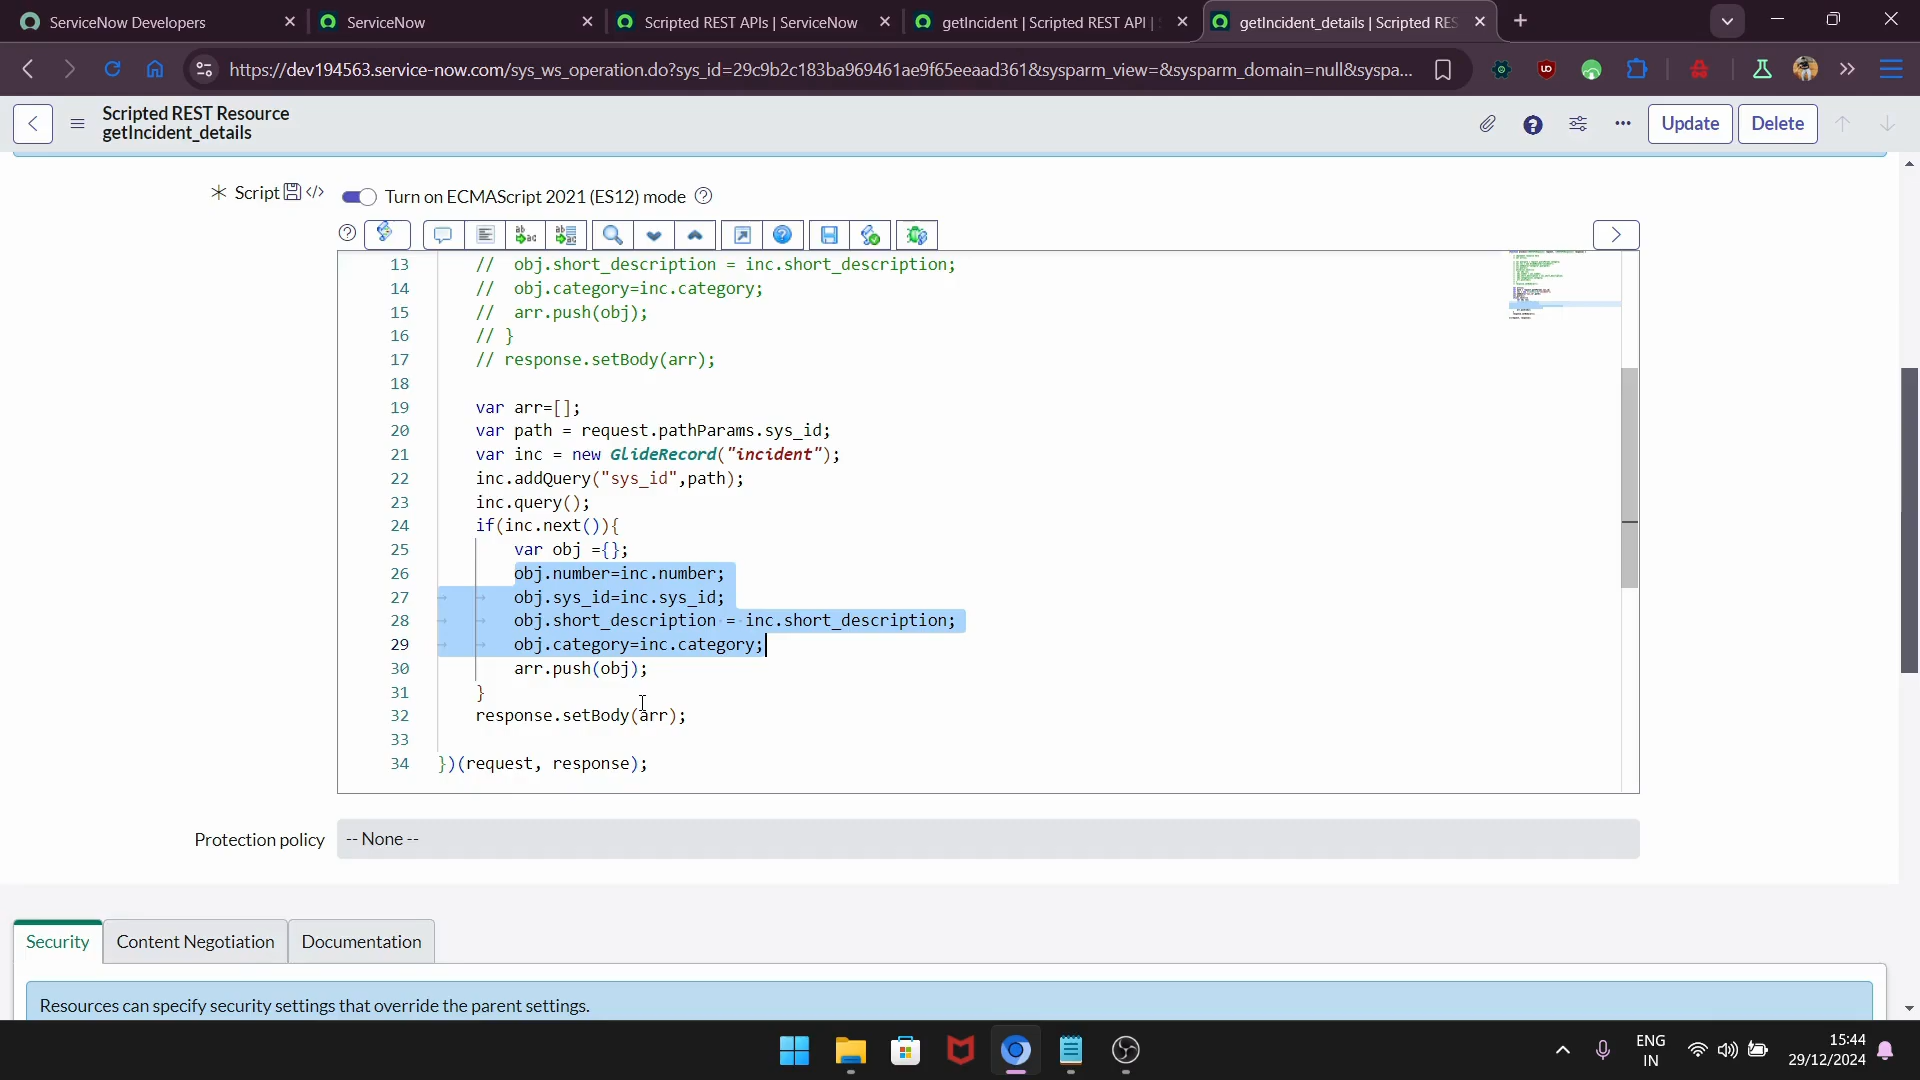 ServiceNow Developers
ServiceNow
Scripted REST APIs | ServiceNow
getIncident | Scripted REST API |
getIncident_details | Scripted RES
https://dev194563.service-now.com/sys_ws_operation.do?sys_id=29c9b2c183ba969461ae9f65eeaad361&sysparm_view=&sysparm_domain=null&syspa...
Scripted REST Resource
getIncident_details
Update
Delete
Script
Turn on ECMAScript 2021 (ES12) mode
13 // obj.short_description = inc.short_description;
14 // obj.category=inc.category;
15 // arr.push(obj);
16 // }
17 // response.setBody(arr);
18
19 var arr=[];
20 var path = request.pathParams.sys_id;
21 var inc = new GlideRecord("incident");
22 inc.addQuery("sys_id",path);
23 inc.query();
24 if(inc.next()){
25 var obj ={};
26 obj.number=inc.number;
27 obj.sys_id=inc.sys_id;
28 obj.short_description = inc.short_description;
29 obj.category=inc.category;
30 arr.push(obj);
31 }
32 response.setBody(arr);
33
34 })(request, response);
Protection policy
-- None --
Security
Content Negotiation
Documentation
Resources can specify security settings that override the parent settings.
ENG
IN
15:44
29/12/2024